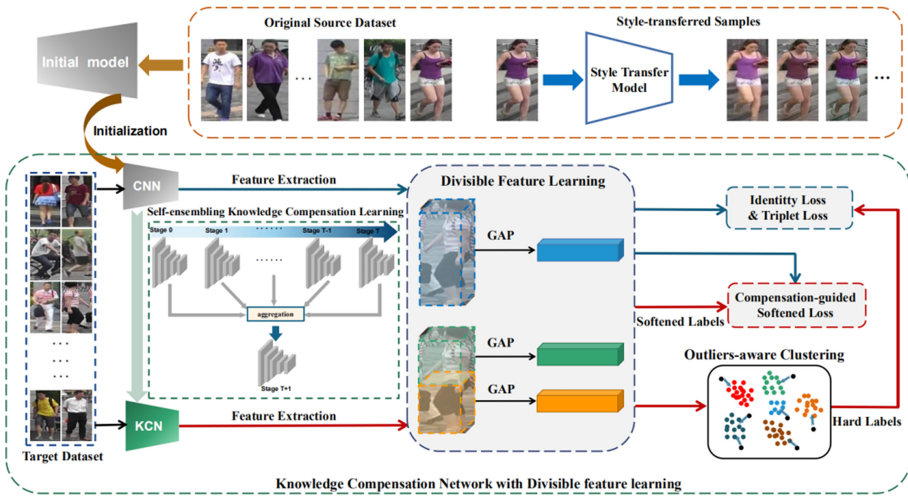 Original Source Dataset
Style-transferred Samples
Initial model
...
Style Transfer
Model
...
Initialization
CNN
Feature Extraction
Divisible Feature Learning
Identity Loss
& Triplet Loss
Self-ensembling Knowledge Compensation Learning
Stage 0
Stage 1
......
Stage T-1
Stage T
GAP
......
aggregation
Softened Labels
Compensation-guided
Softened Loss
Stage T+1
GAP
Outliers-aware Clustering
...
...
GAP
KCN
Feature Extraction
Hard Labels
Target Dataset
Knowledge Compensation Network with Divisible feature learning